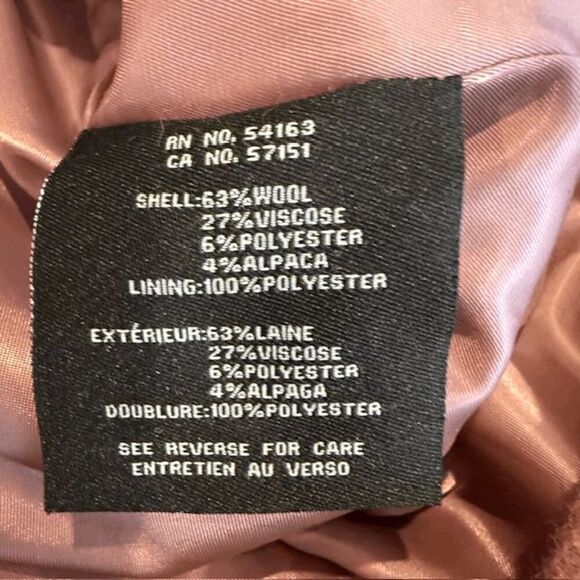 RN NO. 54163
CA NO. 57151
SHELL:63%WOOL
27%VISCOSE
6%POLYESTER
4%ALPACA
LINING:100%POLYESTER
EXTÉRIEUR:63%LAINE
27%VISCOSE
6%POLYESTER
4%ALPAGA
DOUBLURE:100%POLYESTER
SEE REVERSE FOR CARE
ENTRETIEN AU VERSO